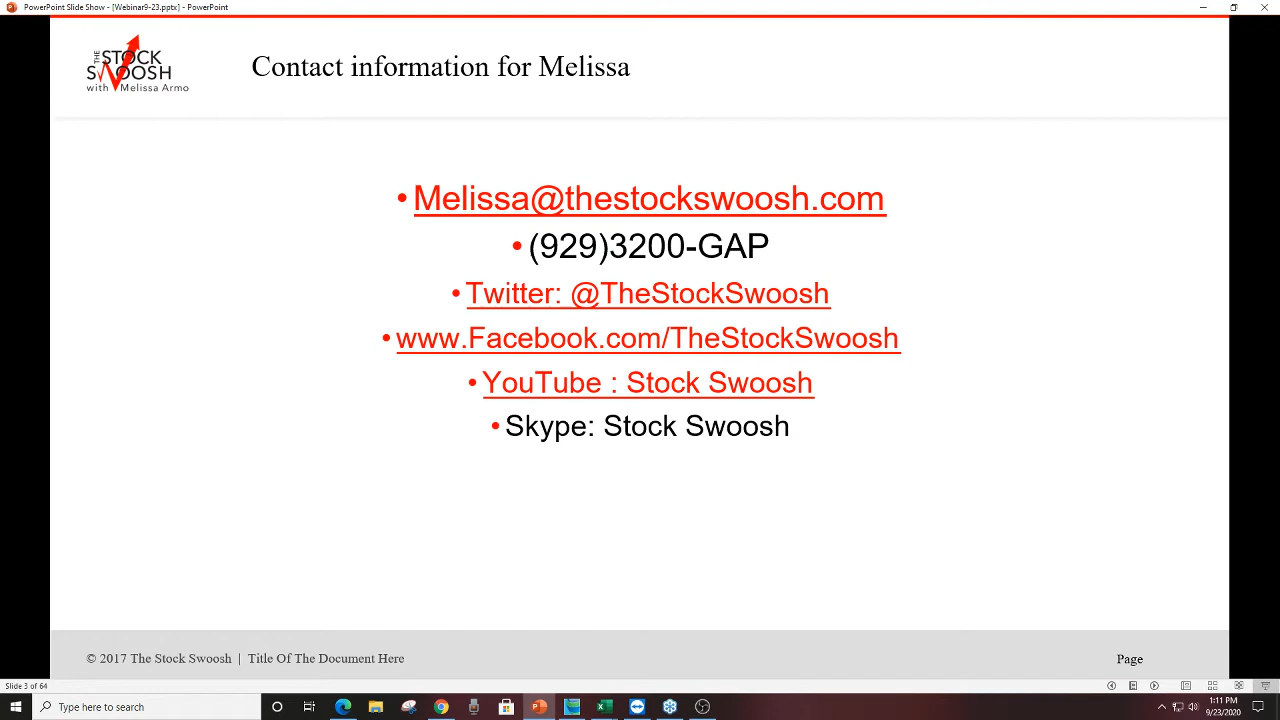 PowerPoint Slide Show - [Webinar9-23.pptx] - PowerPoint
THE STOCK
SWOOSH
with Melissa Armo
Contact information for Melissa
•Melissa@thestockswoosh.com
•(929)3200-GAP
•Twitter: @TheStockSwoosh
•www.Facebook.com/TheStockSwoosh
•YouTube : Stock Swoosh
•Skype: Stock Swoosh
© 2017 The Stock Swoosh | Title Of The Document Here
Page
Slide 3 of 64
Type here to search
1:11 PM
9/23/2020